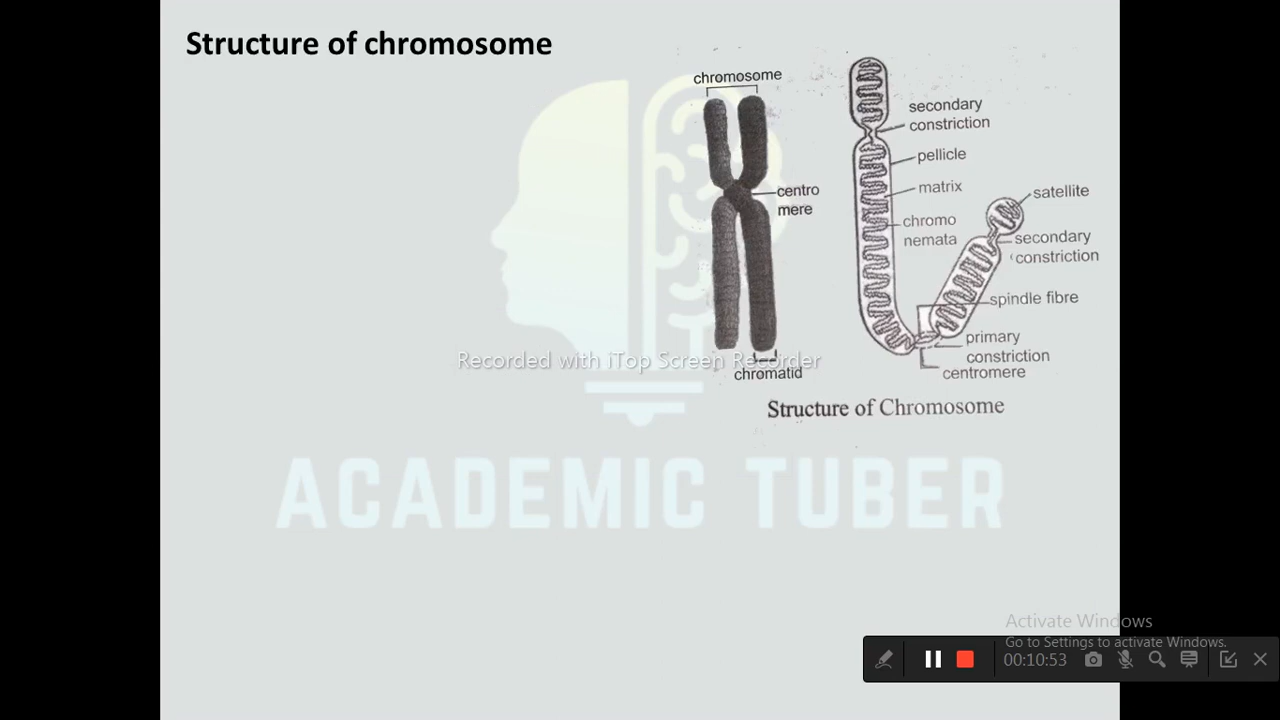 Structure of chromosome
chromosome
centro
mere
chromatid
secondary
constriction
pellicle
matrix
chromo
nemata
satellite
secondary
constriction
spindle fibre
primary
constriction
centromere
Structure of Chromosome
Recorded with iTop Screen Recorder
ACADEMIC TUBER
Activate Windows
Go to Settings to activate Windows.
00:10:53